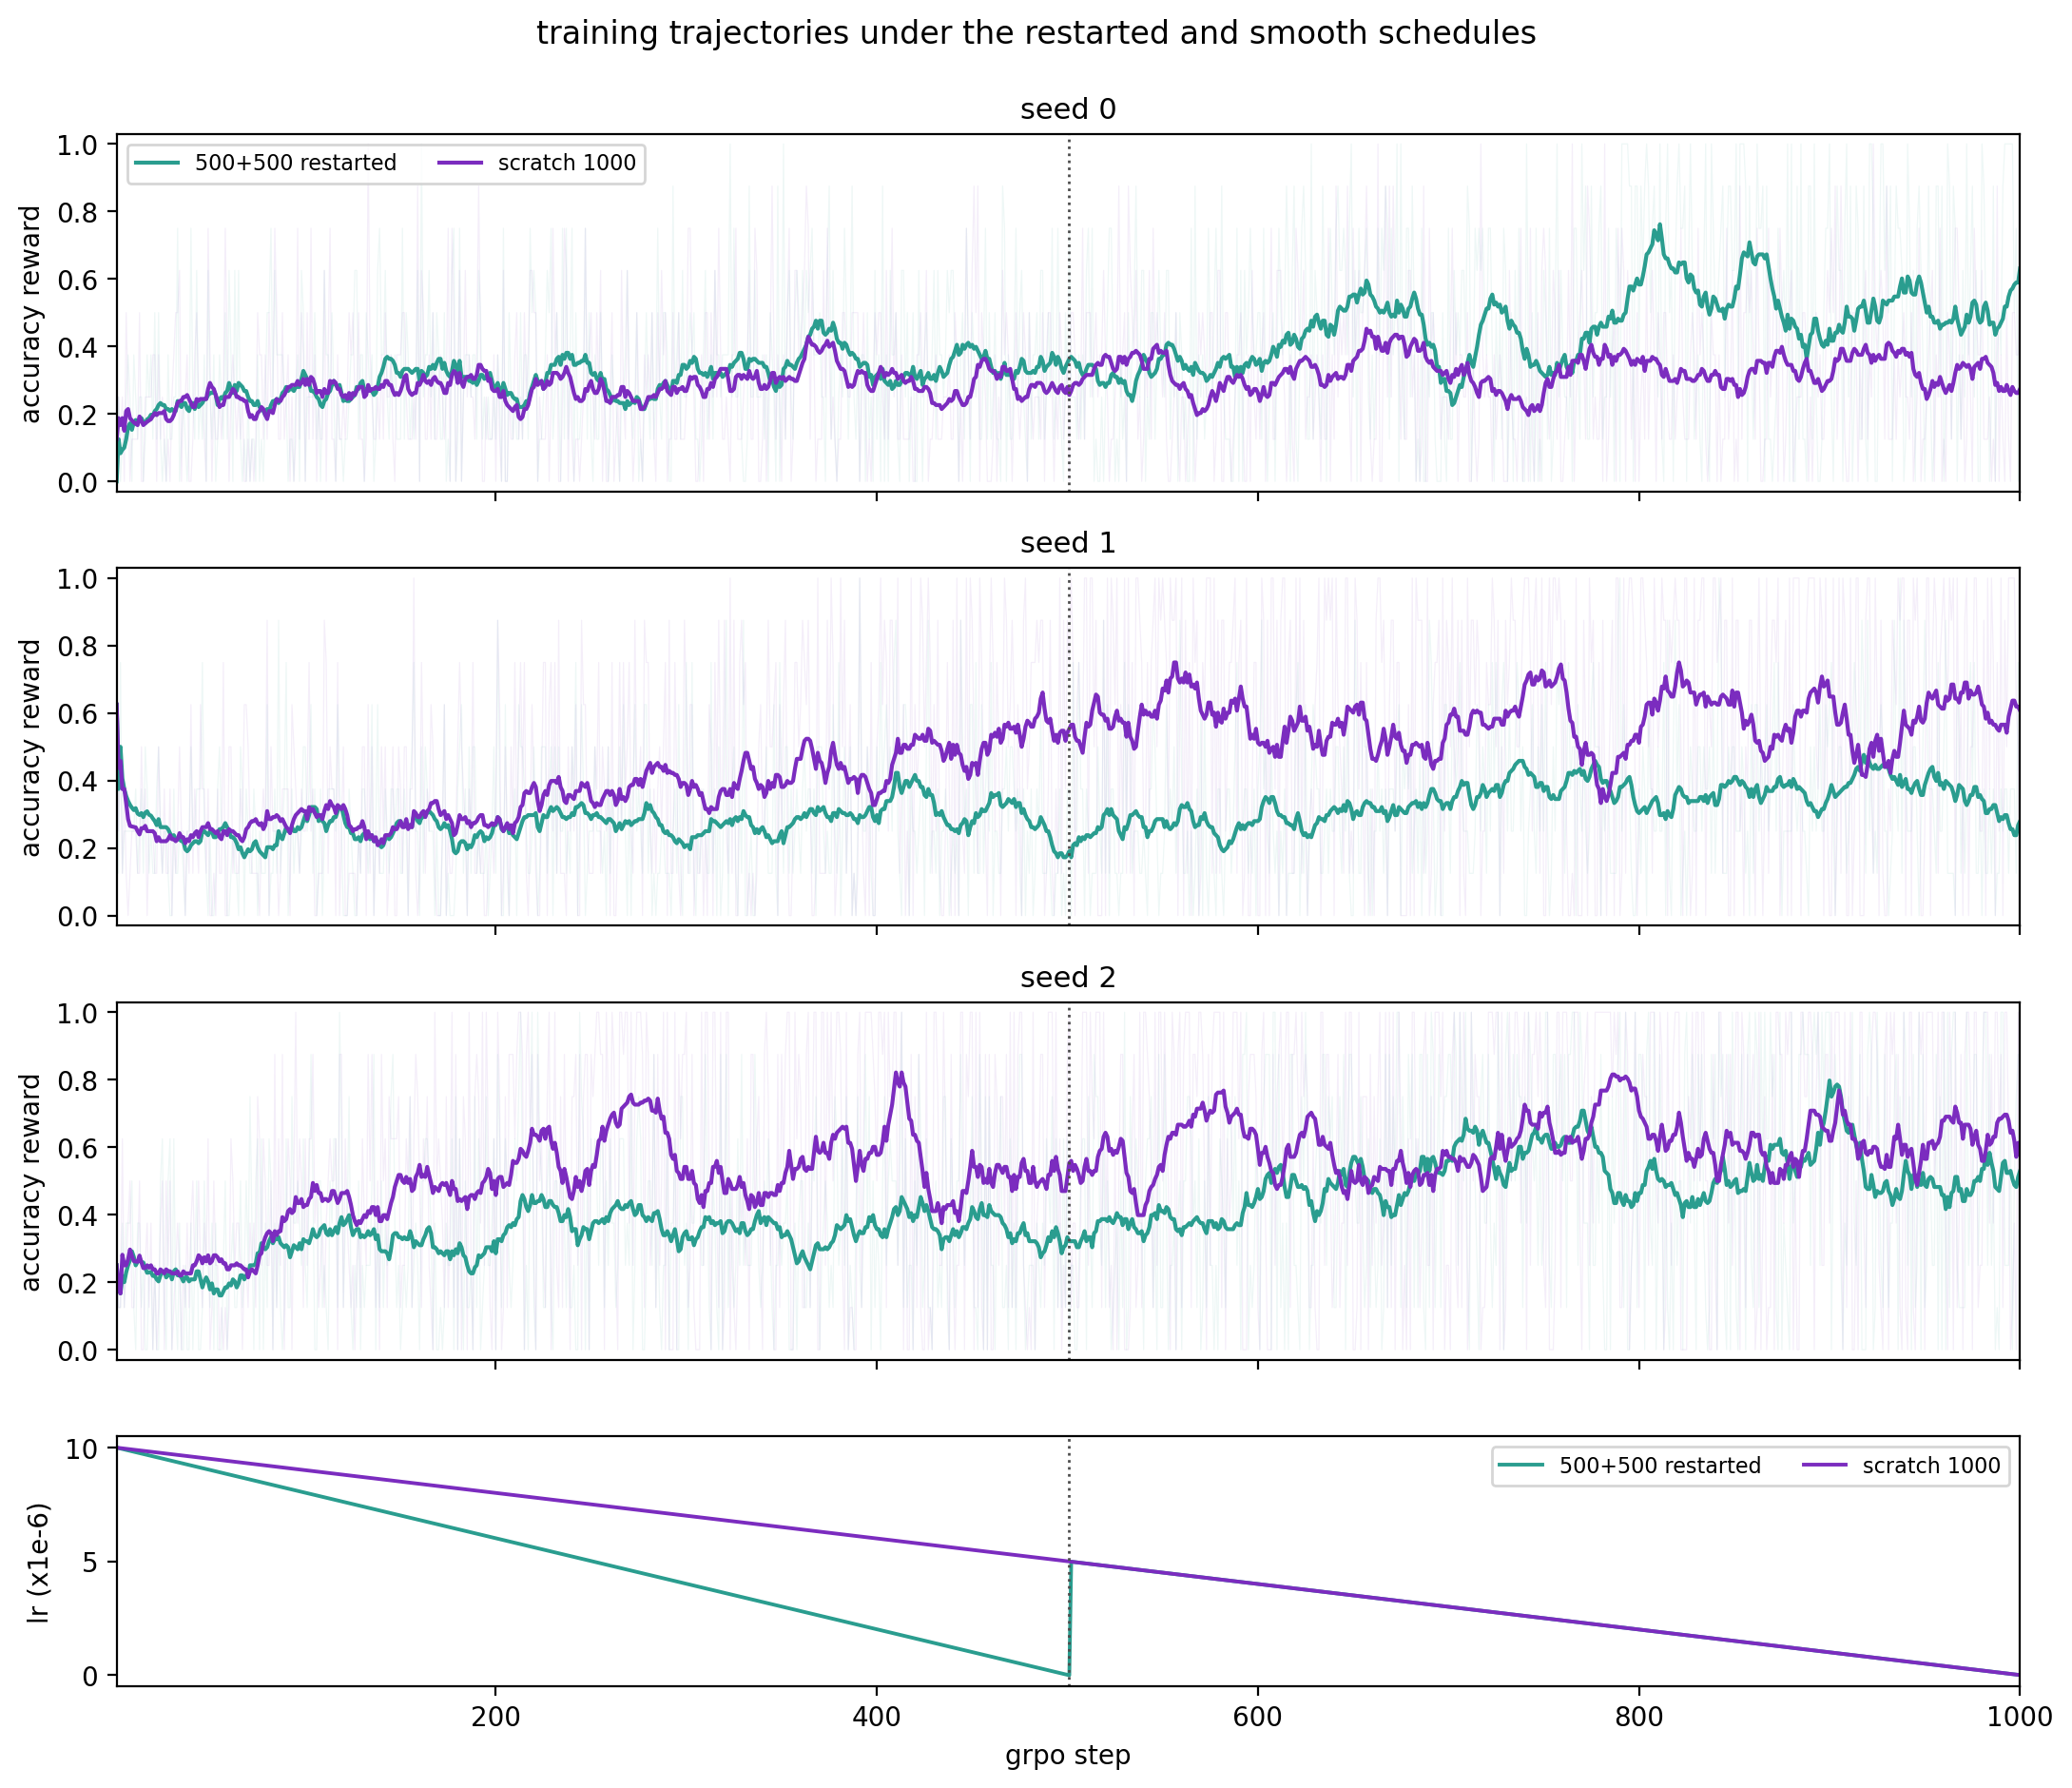 training trajectories under the restarted and smooth schedules
seed 0
1.0
0.8
0.6
0.4
0.2
0.0
accuracy reward
500+500 restarted scratch 1000
seed 1
1.0
0.8
0.6
0.4
0.2
0.0
accuracy reward
seed 2
1.0
0.8
0.6
0.4
0.2
0.0
accuracy reward
10
5
0
lr (x1e-6)
500+500 restarted scratch 1000
200 400 600 800 1000
grpo step